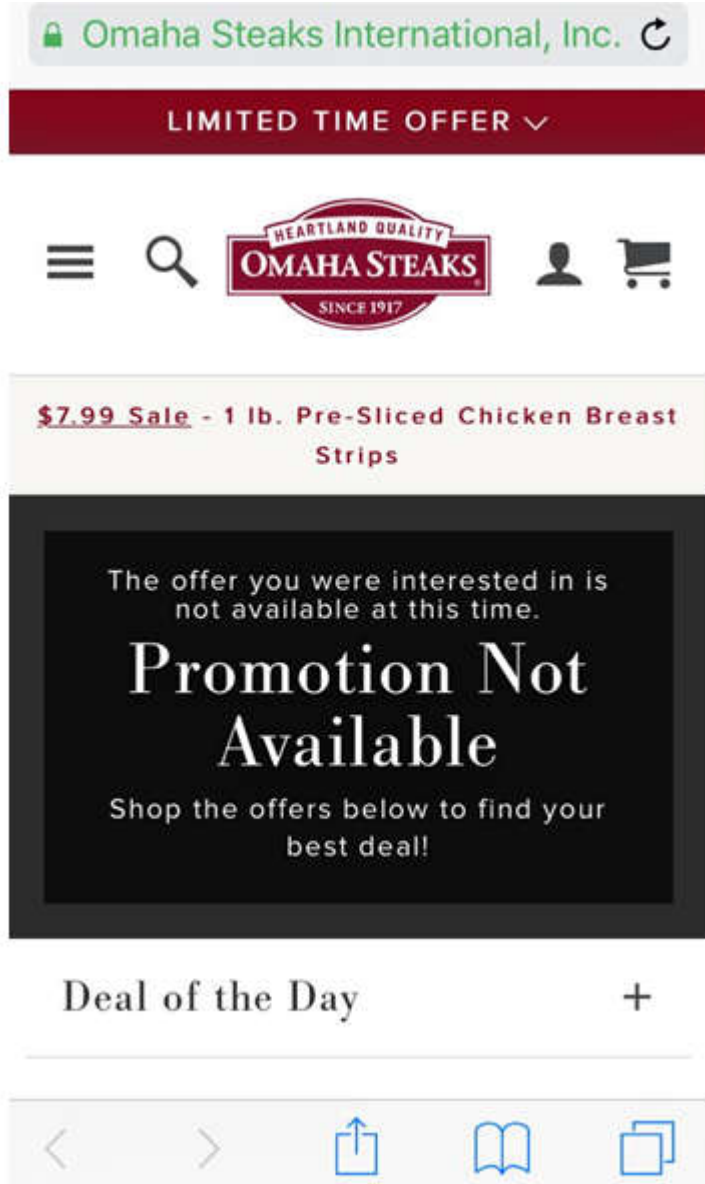 Omaha Steaks International, Inc.
LIMITED TIME OFFER
HEARTLAND QUALITY
OMAHA STEAKS
SINCE 1917
$7.99 Sale - 1 lb. Pre-Sliced Chicken Breast
Strips
The offer you were interested in is
not available at this time.
Promotion Not
Available
Shop the offers below to find your
best deal!
Deal of the Day